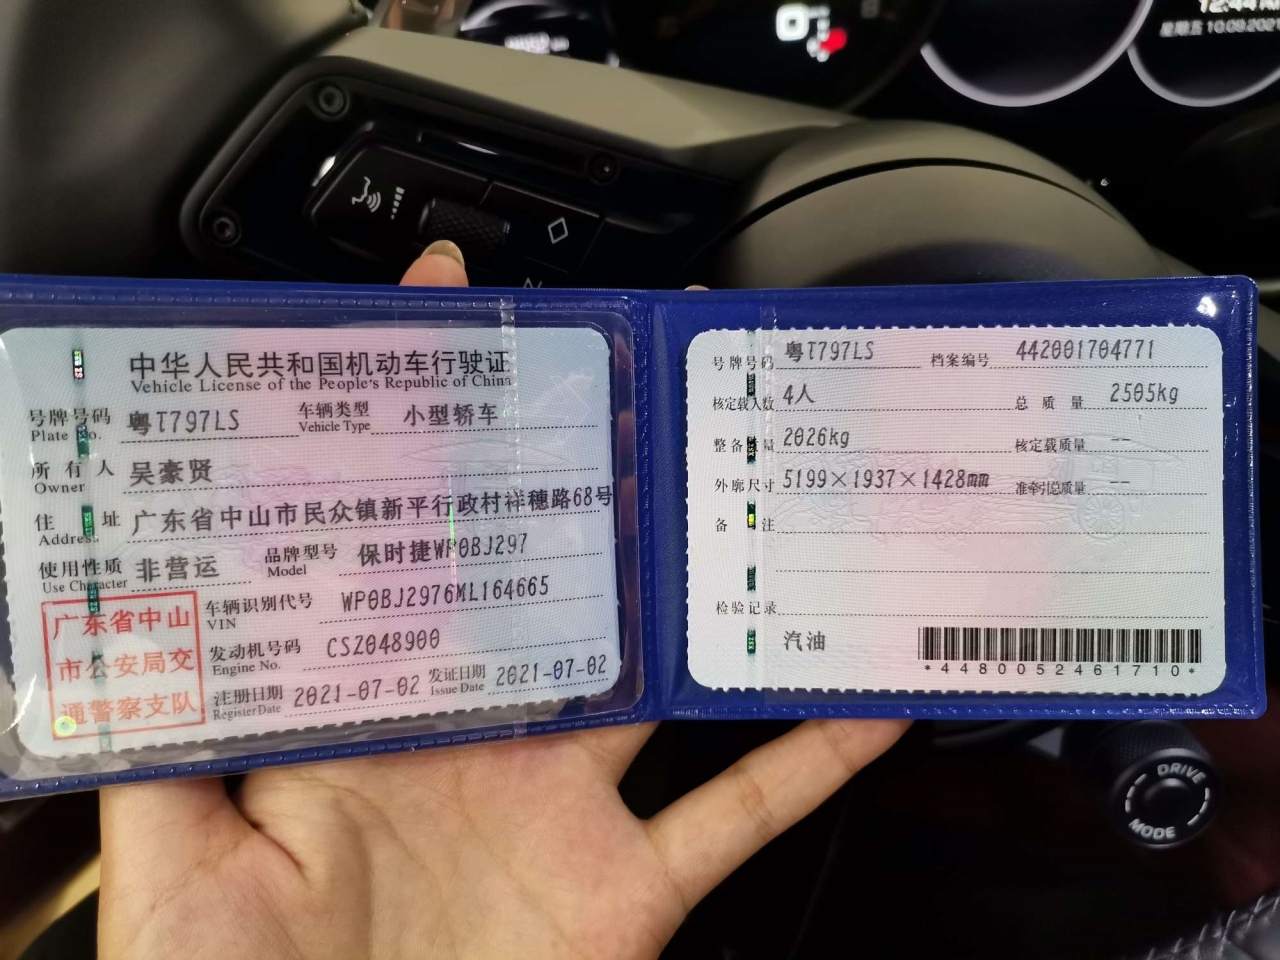 12:44
星期五 10.09.202
中华人民共和国机动车行驶证
Vehicle License of the People's Republic of China
号牌号码 粤T797LS 车辆类型 小型轿车
Plate No. Vehicle Type
所有人 吴豪贤
Owner
住址 广东省中山市民众镇新平行政村祥穗路68号
Address
使用性质 非营运 品牌型号 保时捷WP0BJ297
Use Character Model
车辆识别代号 WP0BJ2976ML164665
VIN
发动机号码 CSZ048900
Engine No.
注册日期 2021-07-02 发证日期 2021-07-02
Register Date Issue Date
广东省中山
市公安局交
通警察支队
号牌号码 粤T797LS 档案编号 442001704771
核定载人数 4人 总质量 2505kg
整备质量 2026kg 核定载质量 --
外廓尺寸 5199×1937×1428mm 准牵引总质量 --
备注
检验记录
汽油
*4480052461710*
DRIVE
MODE